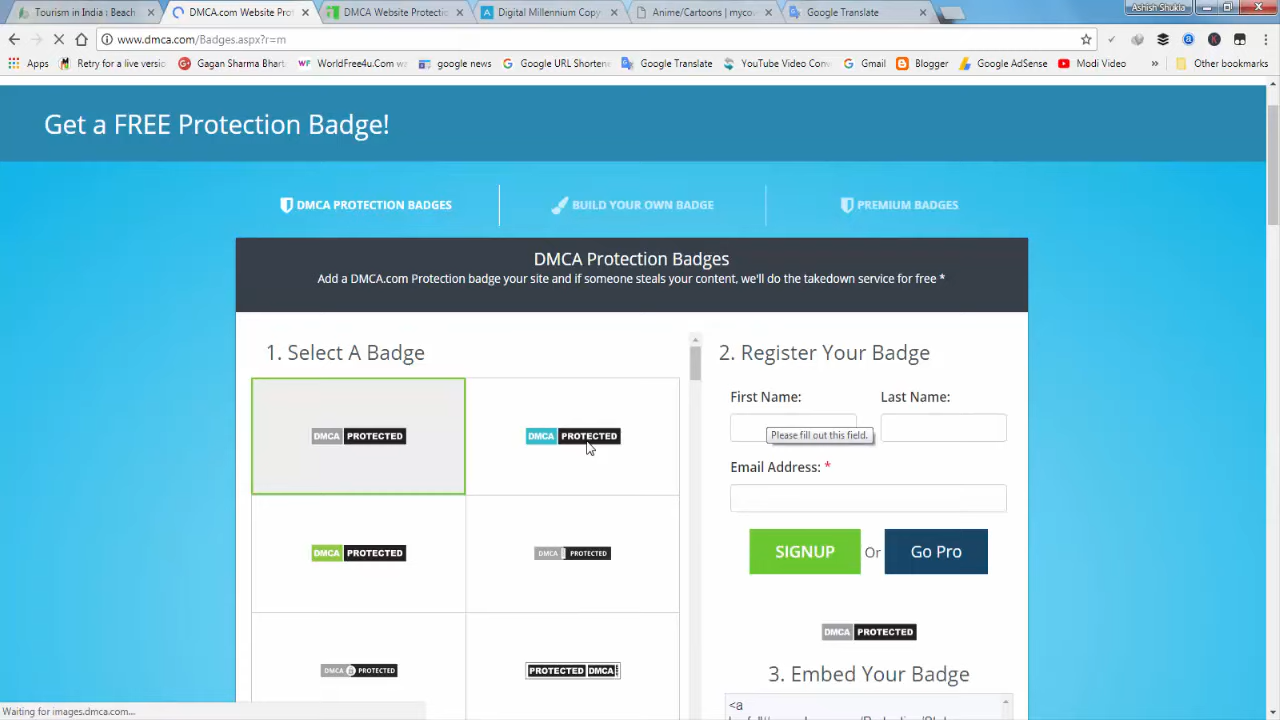 Tourism in India : Beach
DMCA.com Website Prot
DMCA Website Protectio
Digital Millennium Copy
Anime/Cartoons | myco
Google Translate
Ashish Shukla
www.dmca.com/Badges.aspx?r=m
Apps
Retry for a live versio
Gagan Sharma Bhart
WorldFree4u.Com wa
google news
Google URL Shortene
Google Translate
YouTube Video Con
Gmail
Blogger
Google AdSense
Modi Video
»
Other bookmarks
Get a FREE Protection Badge!
DMCA PROTECTION BADGES
BUILD YOUR OWN BADGE
PREMIUM BADGES
DMCA Protection Badges
Add a DMCA.com Protection badge your site and if someone steals your content, we'll do the takedown service for free *
1. Select A Badge
2. Register Your Badge
First Name:
Last Name:
DMCA PROTECTED
DMCA PROTECTED
Please fill out this field.
Email Address: *
DMCA PROTECTED
DMCA PROTECTED
SIGNUP
Or
Go Pro
DMCA PROTECTED
DMCA PROTECTED
PROTECTED DMCA
3. Embed Your Badge
<a
Waiting for images.dmca.com...